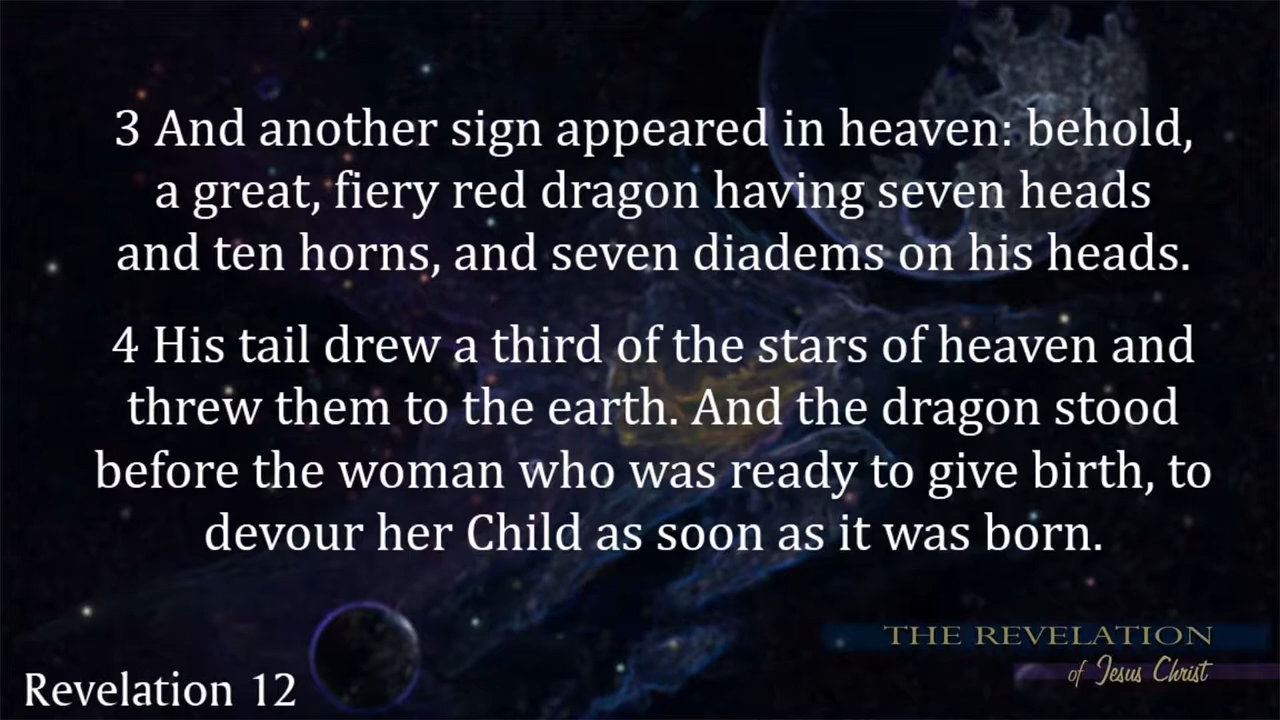 3 And another sign appeared in heaven: behold,
a great, fiery red dragon having seven heads
and ten horns, and seven diadems on his heads.
4 His tail drew a third of the stars of heaven and
threw them to the earth. And the dragon stood
before the woman who was ready to give birth, to
devour her Child as soon as it was born.
THE REVELATION
of Jesus Christ
Revelation 12